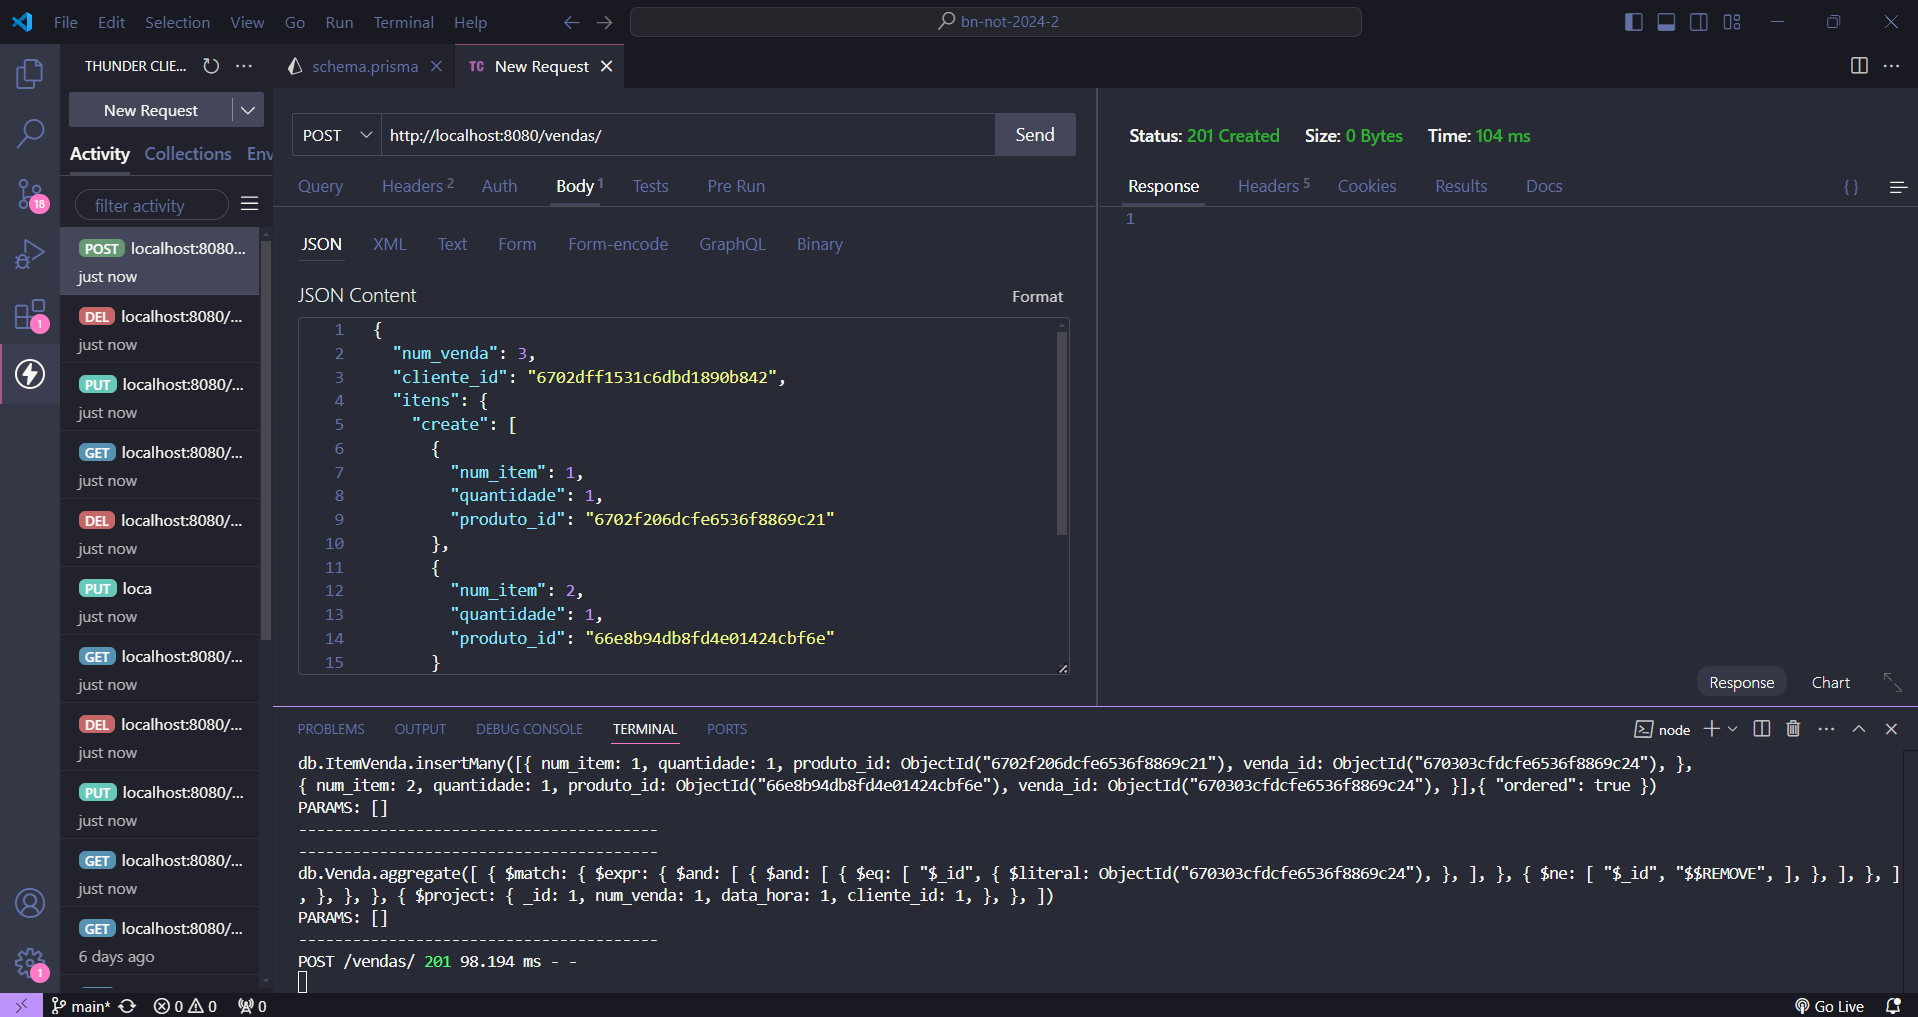 File Edit Selection View Go Run Terminal Help
bn-not-2024-2
THUNDER CLIE...
New Request
Activity Collections Env
filter activity
POST localhost:8080...
just now
DEL localhost:8080/...
just now
PUT localhost:8080/...
just now
GET localhost:8080/...
just now
DEL localhost:8080/...
just now
PUT loca
just now
GET localhost:8080/...
just now
DEL localhost:8080/...
just now
PUT localhost:8080/...
just now
GET localhost:8080/...
just now
GET localhost:8080/...
6 days ago
18
1
1
schema.prisma
TC New Request
POST http://localhost:8080/vendas/ Send
Query Headers 2 Auth Body 1 Tests Pre Run
JSON XML Text Form Form-encode GraphQL Binary
JSON Content Format
1 {
2 "num_venda": 3,
3 "cliente_id": "6702dff1531c6dbd1890b842",
4 "itens": {
5 "create": [
6 {
7 "num_item": 1,
8 "quantidade": 1,
9 "produto_id": "6702f206dcfe6536f8869c21"
10 },
11 {
12 "num_item": 2,
13 "quantidade": 1,
14 "produto_id": "66e8b94db8fd4e01424cbf6e"
15 }
Status: 201 Created Size: 0 Bytes Time: 104 ms
Response Headers 5 Cookies Results Docs { }
1
Response Chart
PROBLEMS OUTPUT DEBUG CONSOLE TERMINAL PORTS
node
db.ItemVenda.insertMany([{ num_item: 1, quantidade: 1, produto_id: ObjectId("6702f206dcfe6536f8869c21"), venda_id: ObjectId("670303cfdcfe6536f8869c24"), },
{ num_item: 2, quantidade: 1, produto_id: ObjectId("66e8b94db8fd4e01424cbf6e"), venda_id: ObjectId("670303cfdcfe6536f8869c24"), }],{ "ordered": true })
PARAMS: []
----------------------------------------
----------------------------------------
db.Venda.aggregate([ { $match: { $expr: { $and: [ { $and: [ { $eq: [ "$_id", { $literal: ObjectId("670303cfdcfe6536f8869c24"), }, ], }, { $ne: [ "$_id", "$$REMOVE", ], }, ], }, ]
, }, }, }, { $project: { _id: 1, num_venda: 1, data_hora: 1, cliente_id: 1, }, }, ])
PARAMS: []
----------------------------------------
POST /vendas/ 201 98.194 ms - -
main* 0 0 0 Go Live